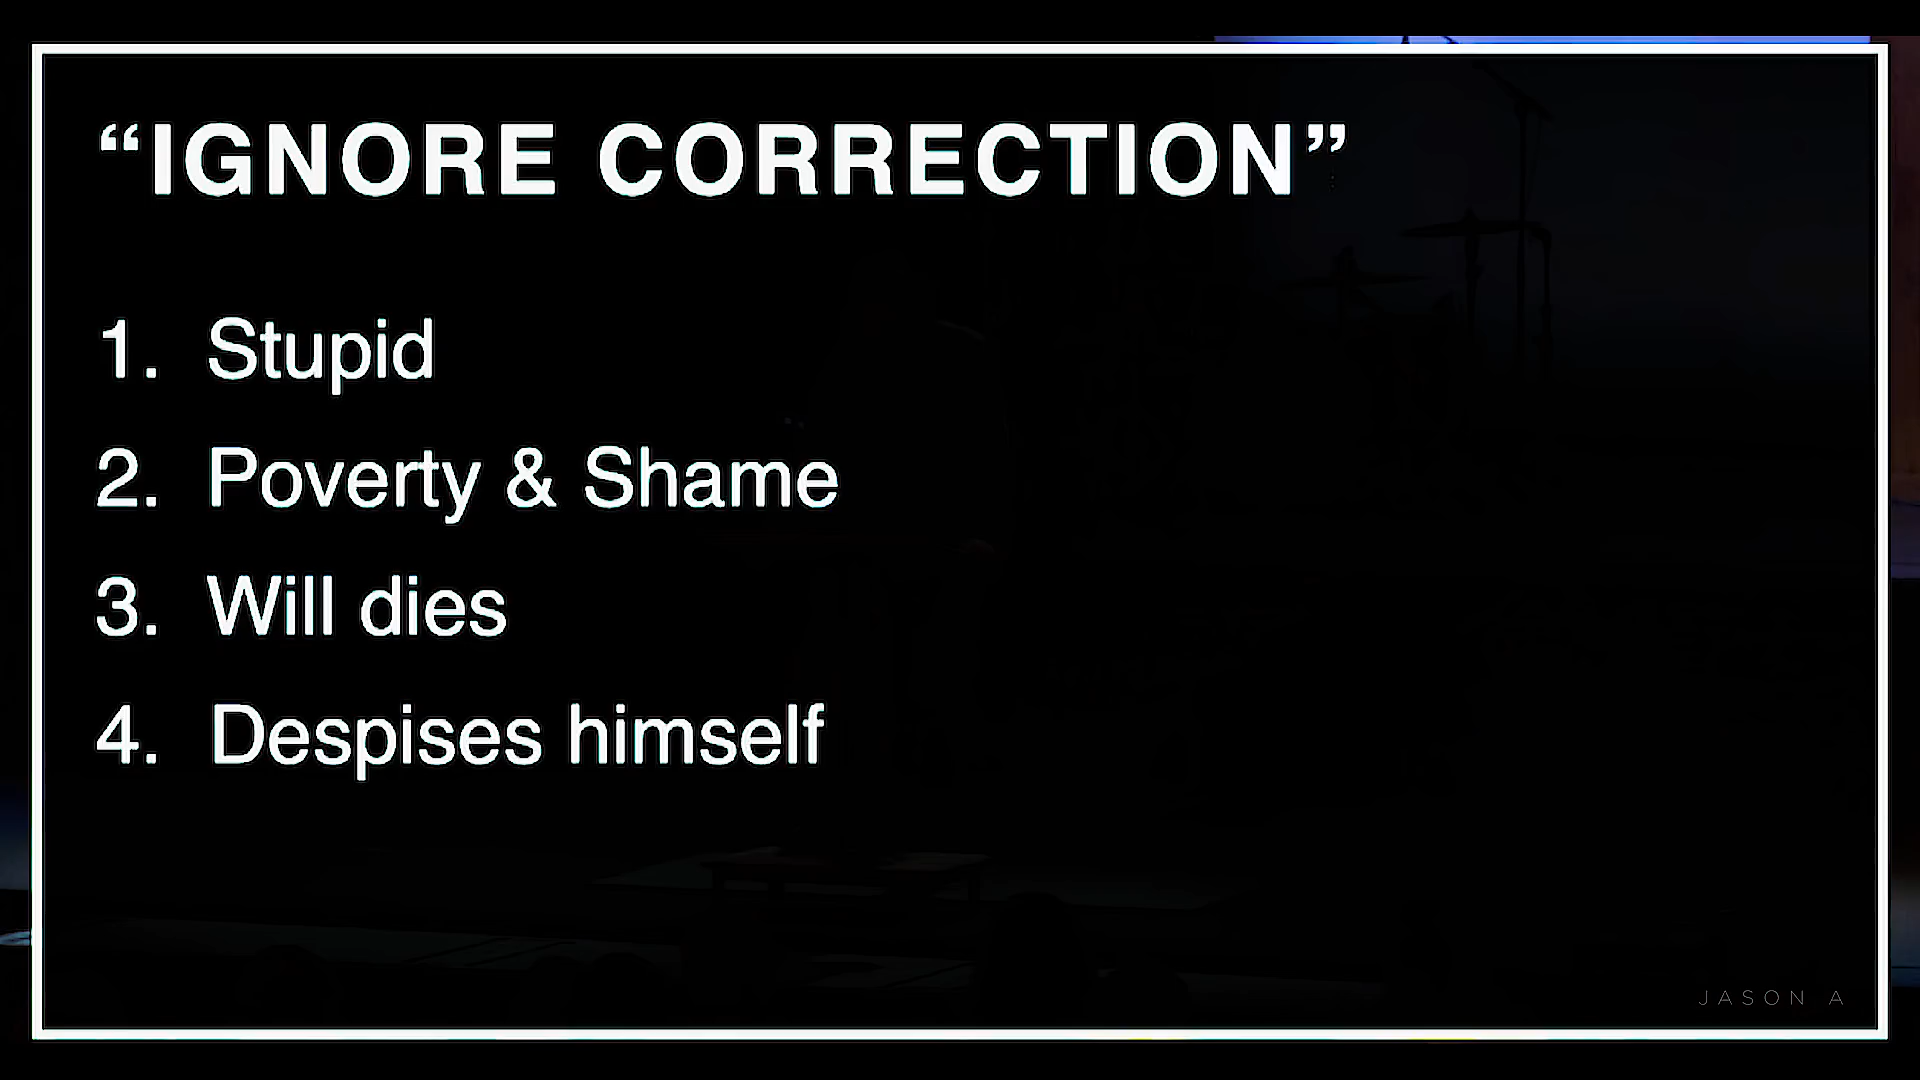 “IGNORE CORRECTION”
1. Stupid
2. Poverty & Shame
3. Will dies
4. Despises himself
JASON A